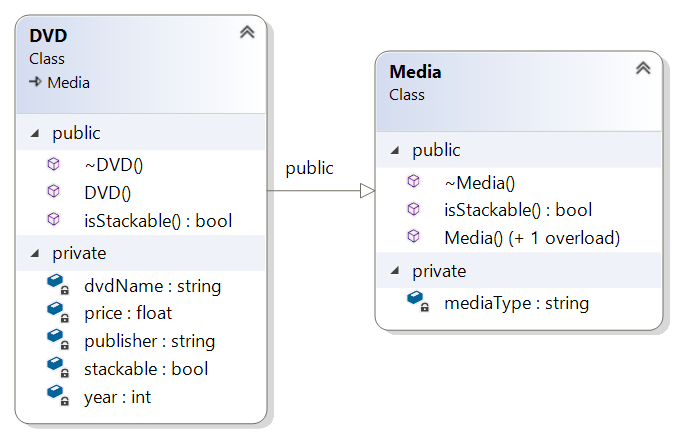 DVD
Class
Media
public
~DVD()
DVD()
isStackable() : bool
private
dvdName : string
price : float
publisher : string
stackable : bool
year : int
public
Media
Class
public
~Media()
isStackable() : bool
Media() (+ 1 overload)
private
mediaType : string